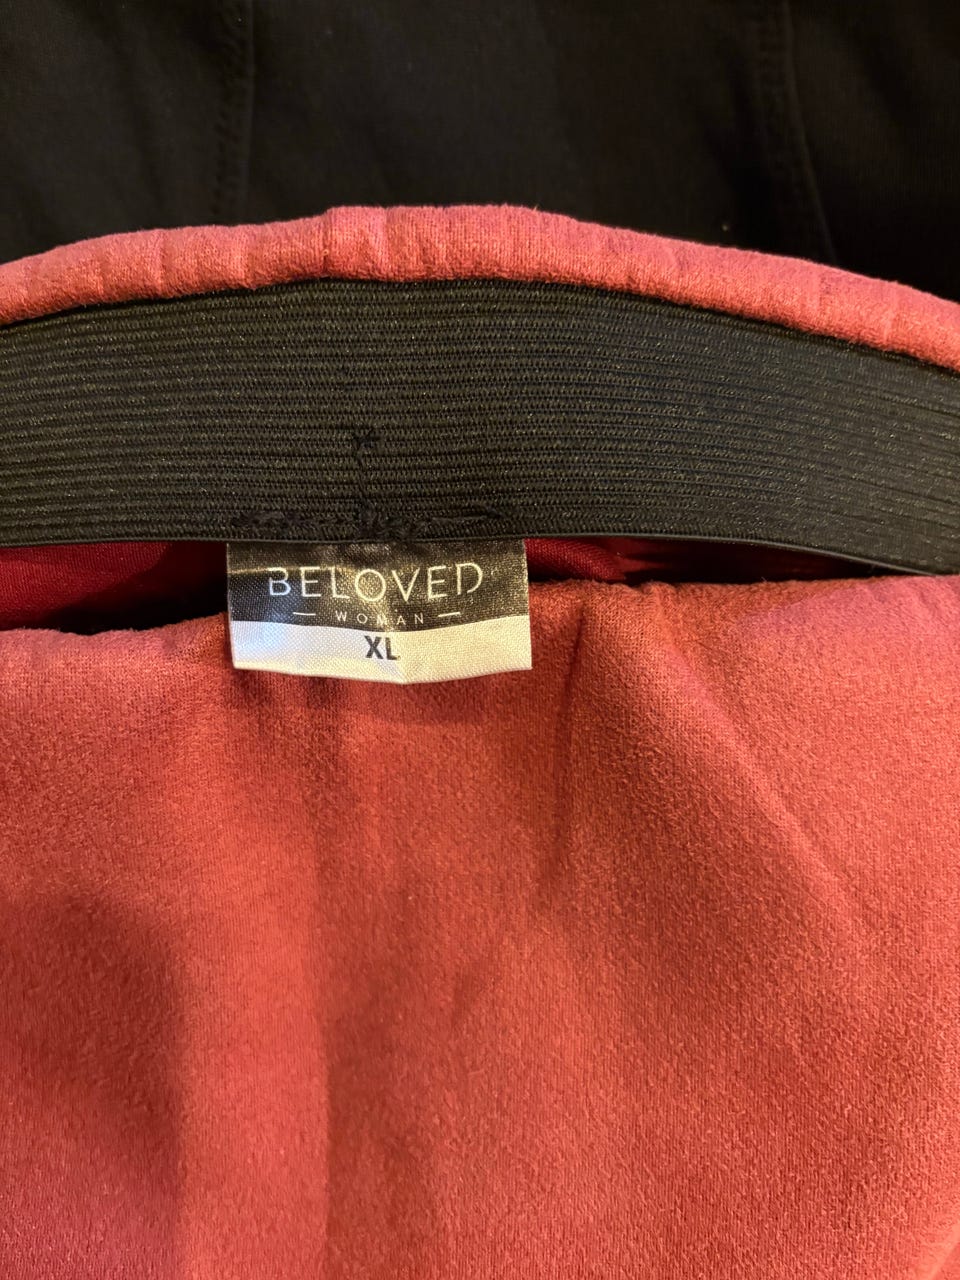 BELOVED
— WOMAN —
XL